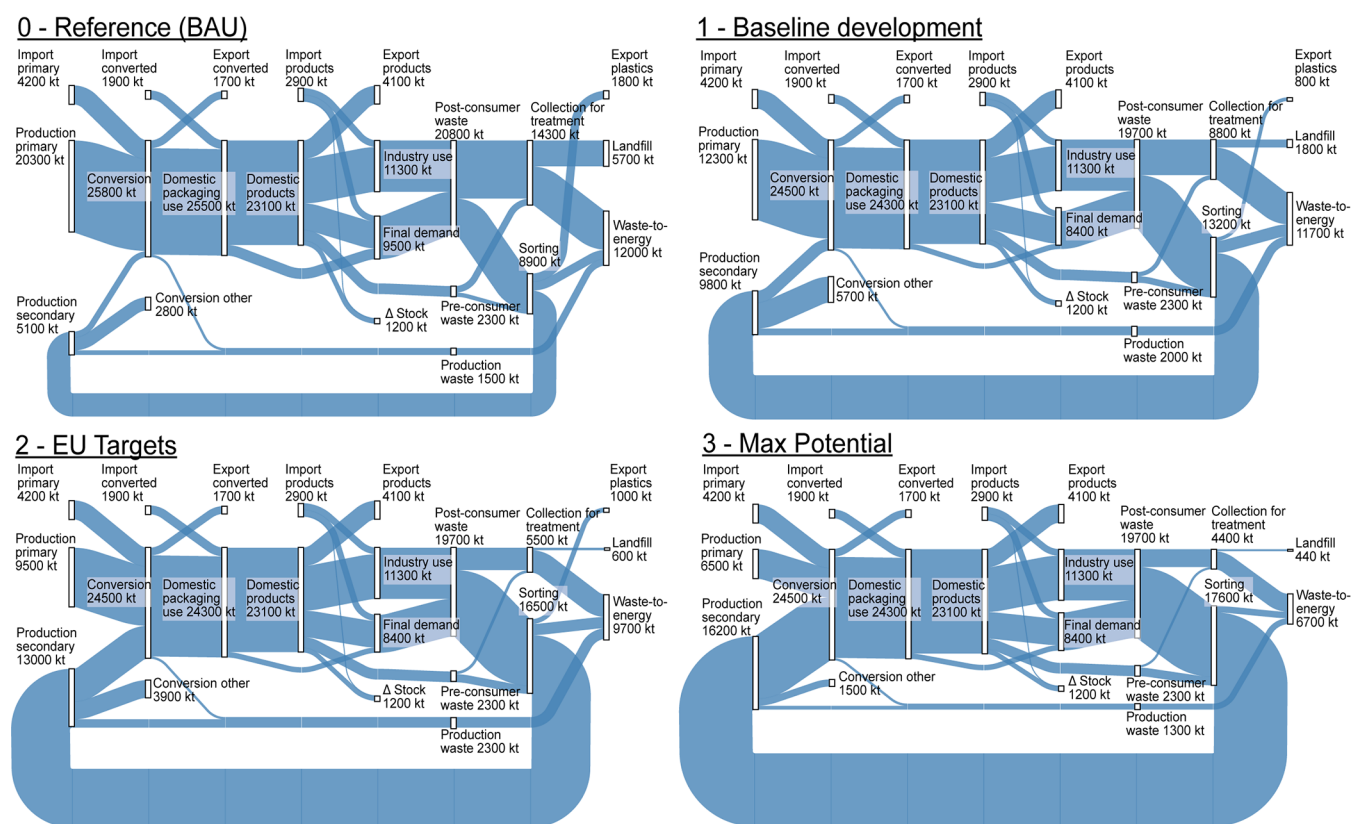 0 - Reference (BAU)
Import
primary
4200 kt
Import
converted
1900 kt
Export
converted
1700 kt
Import
products
2900 kt
Export
products
4100 kt
Export
plastics
1800 kt
Post-consumer
waste
20800 kt
Collection for
treatment
14300 kt
Production
primary
20300 kt
Conversion
25800 kt
Domestic
packaging
use 25500 kt
Domestic
products
23100 kt
Industry use
11300 kt
Final demand
9500 kt
Landfill
5700 kt
Waste-to-
energy
12000 kt
Sorting
8900 kt
Production
secondary
5100 kt
Conversion other
2800 kt
Δ Stock
1200 kt
Pre-consumer
waste 2300 kt
Production
waste 1500 kt
1 - Baseline development
Import
primary
4200 kt
Import
converted
1900 kt
Export
converted
1700 kt
Import
products
2900 kt
Export
products
4100 kt
Export
plastics
800 kt
Post-consumer
waste
19700 kt
Collection for
treatment
8800 kt
Production
primary
12300 kt
Conversion
24500 kt
Domestic
packaging
use 24300 kt
Domestic
products
23100 kt
Industry use
11300 kt
Final demand
8400 kt
Landfill
1800 kt
Waste-to-
energy
11700 kt
Sorting
13200 kt
Production
secondary
9800 kt
Conversion other
5700 kt
Δ Stock
1200 kt
Pre-consumer
waste 2300 kt
Production
waste 2000 kt
2 - EU Targets
Import
primary
4200 kt
Import
converted
1900 kt
Export
converted
1700 kt
Import
products
2900 kt
Export
products
4100 kt
Export
plastics
1000 kt
Post-consumer
waste
19700 kt
Collection for
treatment
5500 kt
Production
primary
9500 kt
Conversion
24500 kt
Domestic
packaging
use 24300 kt
Domestic
products
23100 kt
Industry use
11300 kt
Final demand
8400 kt
Landfill
600 kt
Waste-to-
energy
9700 kt
Sorting
16500 kt
Production
secondary
13000 kt
Conversion other
3900 kt
Δ Stock
1200 kt
Pre-consumer
waste 2300 kt
Production
waste 2300 kt
3 - Max Potential
Import
primary
4200 kt
Import
converted
1900 kt
Export
converted
1700 kt
Import
products
2900 kt
Export
products
4100 kt
Post-consumer
waste
19700 kt
Collection for
treatment
4400 kt
Production
primary
6500 kt
Conversion
24500 kt
Domestic
packaging
use 24300 kt
Domestic
products
23100 kt
Industry use
11300 kt
Final demand
8400 kt
Landfill
440 kt
Waste-to-
energy
6700 kt
Sorting
17600 kt
Production
secondary
16200 kt
Conversion other
1500 kt
Δ Stock
1200 kt
Pre-consumer
waste 2300 kt
Production
waste 1300 kt